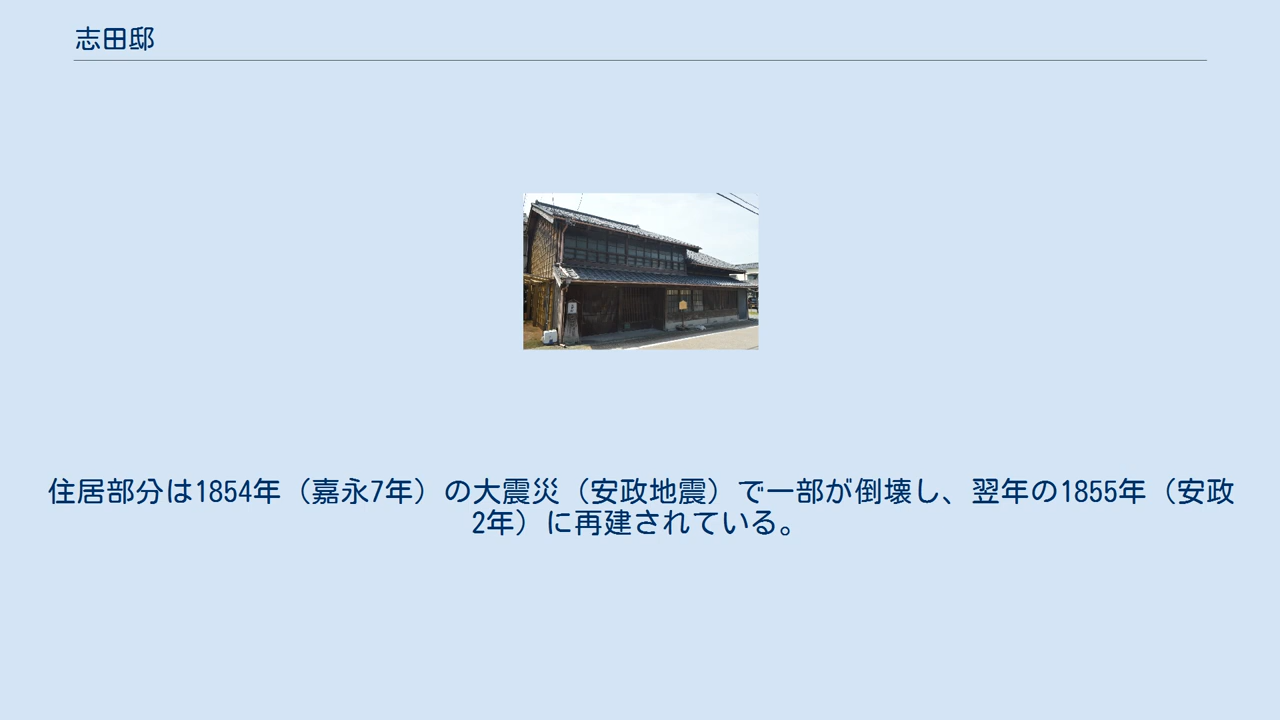 志田邸
住居部分は1854年（嘉永7年）の大震災（安政地震）で一部が倒壊し、翌年の1855年（安政
2年）に再建されている。